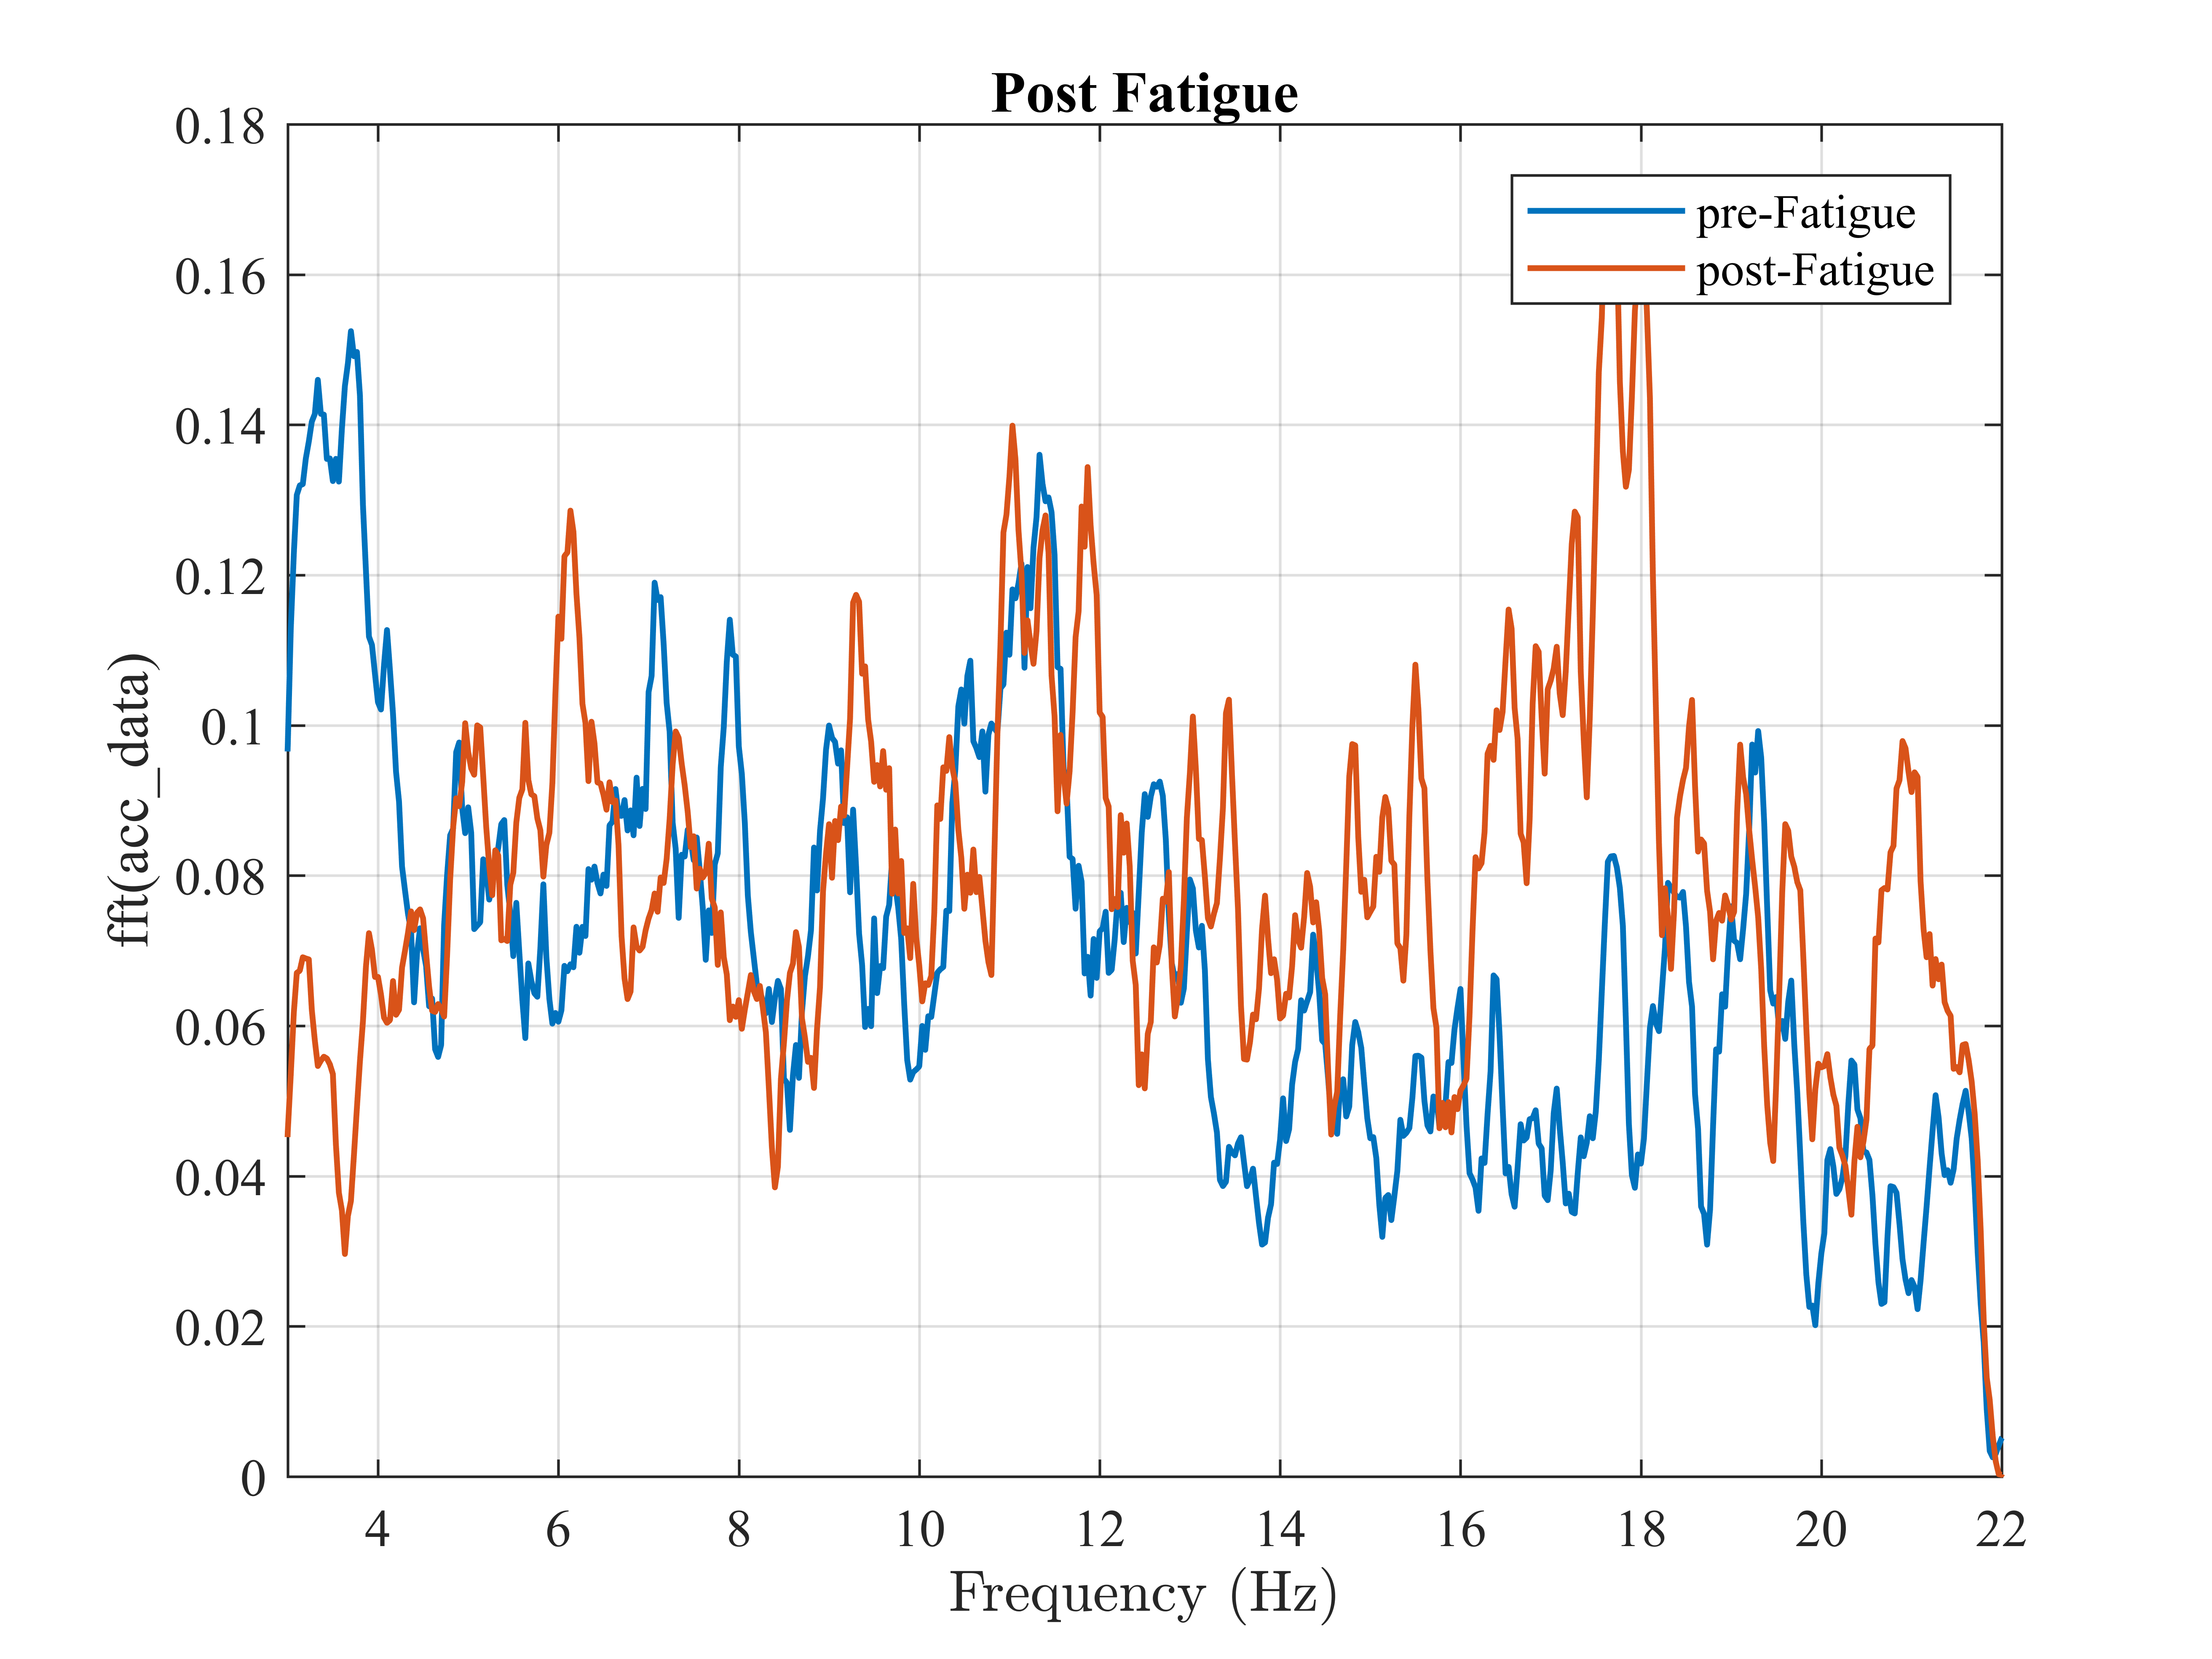 Post Fatigue
pre-Fatigue
post-Fatigue
0.18
0.16
0.14
0.12
0.1
0.08
0.06
0.04
0.02
0
fft(acc_data)
4 6 8 10 12 14 16 18 20 22
Frequency (Hz)